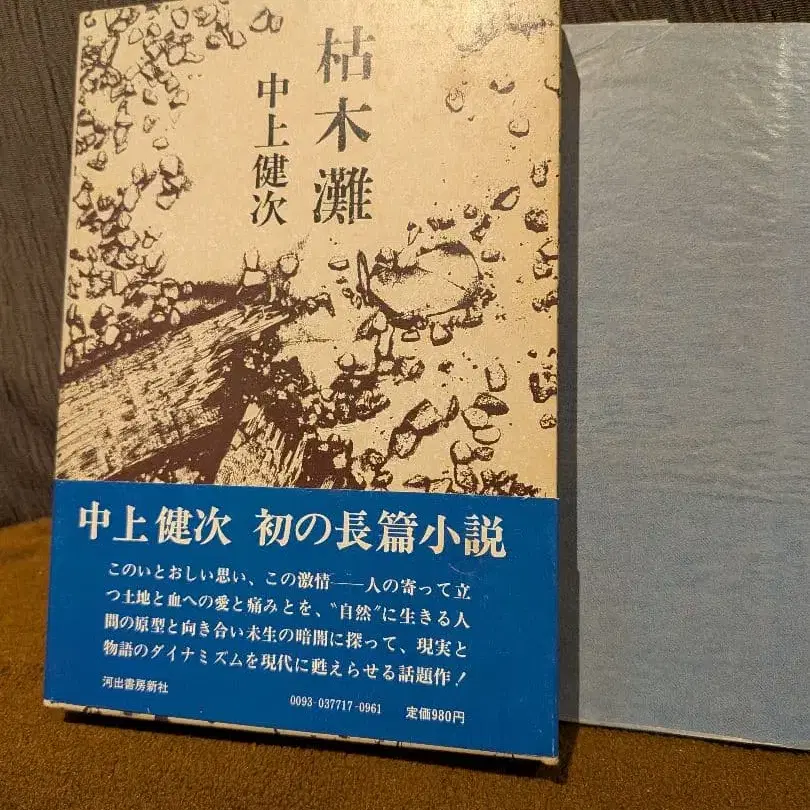 枯木灘
中上健次
中上健次 初の長篇小説
このいとおしい思い、この激情——人の寄って立
つ土地と血への愛と痛みとを、〝自然〟に生きる人
間の原型と向き合い未生の暗闇に探って、現実と
物語のダイナミズムを現代に甦えらせる話題作!
河出書房新社
0093-037717-0961 定価980円